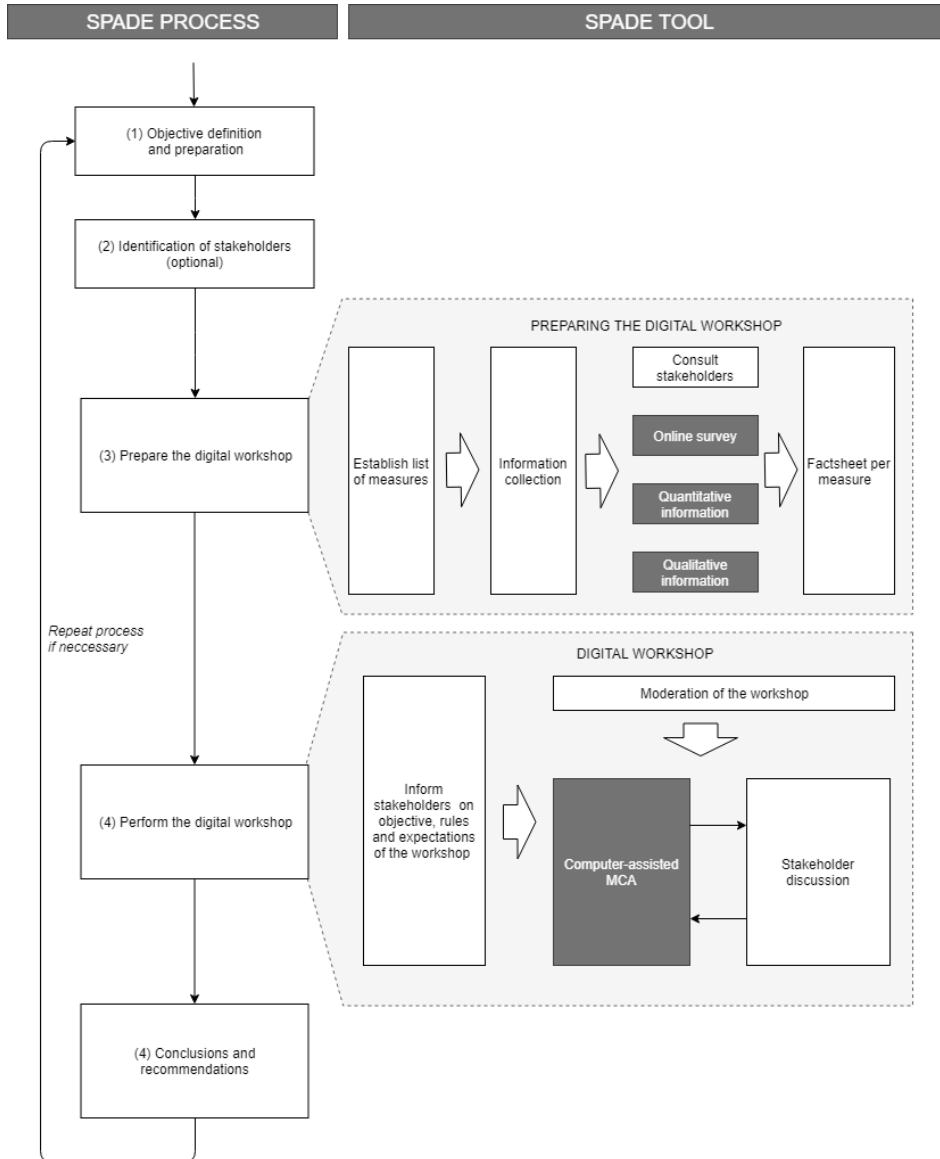 SPADE PROCESS
SPADE TOOL
(1) Objective definition
and preparation
(2) Identification of stakeholders
(optional)
PREPARING THE DIGITAL WORKSHOP
(3) Prepare the digital workshop
Establish list
of measures
Information
collection
Consult
stakeholders
Online survey
Quantitative
information
Qualitative
information
Factsheet per
measure
Repeat process
if neccessary
DIGITAL WORKSHOP
Moderation of the workshop
(4) Perform the digital workshop
Inform
stakeholders on
objective, rules
and expectations
of the workshop
Computer-assisted
MCA
Stakeholder
discussion
(4) Conclusions and
recommendations